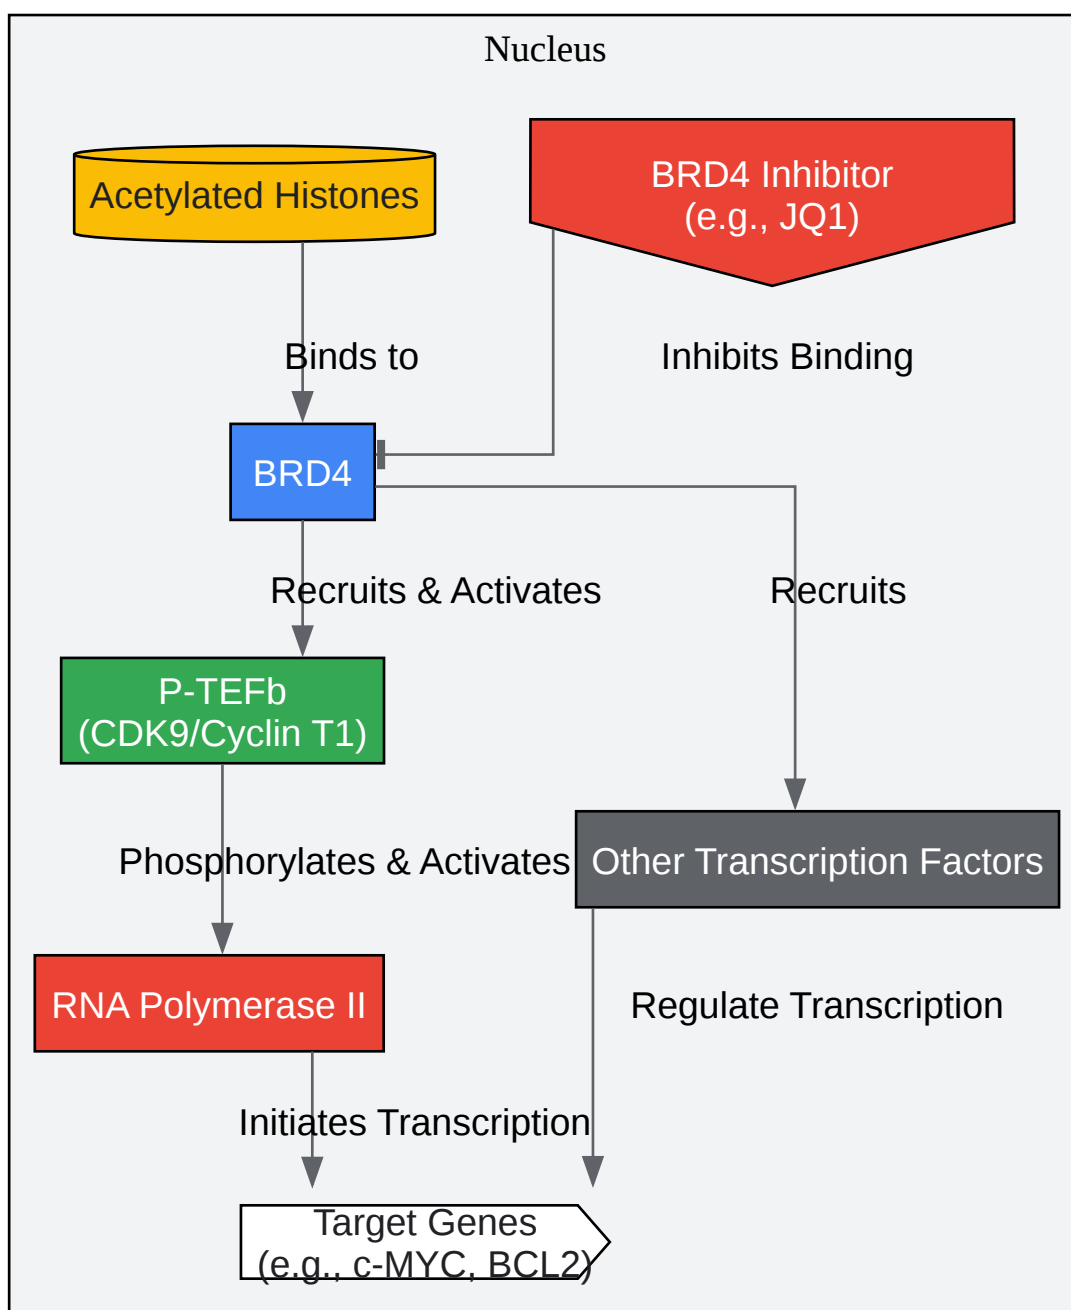 Nucleus
Acetylated Histones
BRD4 Inhibitor
(e.g., JQ1)
Binds to
Inhibits Binding
BRD4
Recruits & Activates
Recruits
P-TEFb
(CDK9/Cyclin T1)
Phosphorylates & Activates
Other Transcription Factors
RNA Polymerase II
Regulate Transcription
Initiates Transcription
Target Genes
(e.g., c-MYC, BCL2)